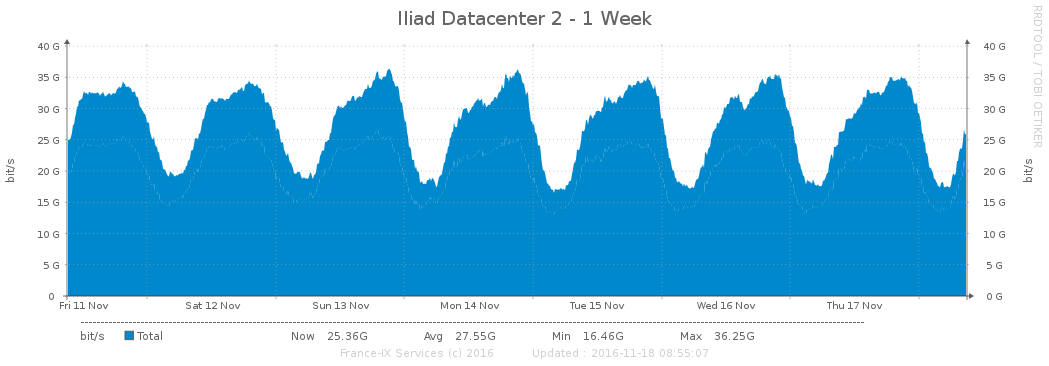 Iliad Datacenter 2 - 1 Week
RRDTOOL / TOBI OETIKER
bit/s
bit/s
40 G 40 G
35 G 35 G
30 G 30 G
25 G 25 G
20 G 20 G
15 G 15 G
10 G 10 G
5 G 5 G
0 0 G
Fri 11 Nov Sat 12 Nov Sun 13 Nov Mon 14 Nov Tue 15 Nov Wed 16 Nov Thu 17 Nov
bit/s Total Now 25.36G Avg 27.55G Min 16.46G Max 36.25G
France-IX Services (c) 2016 Updated : 2016-11-18 08:55:07